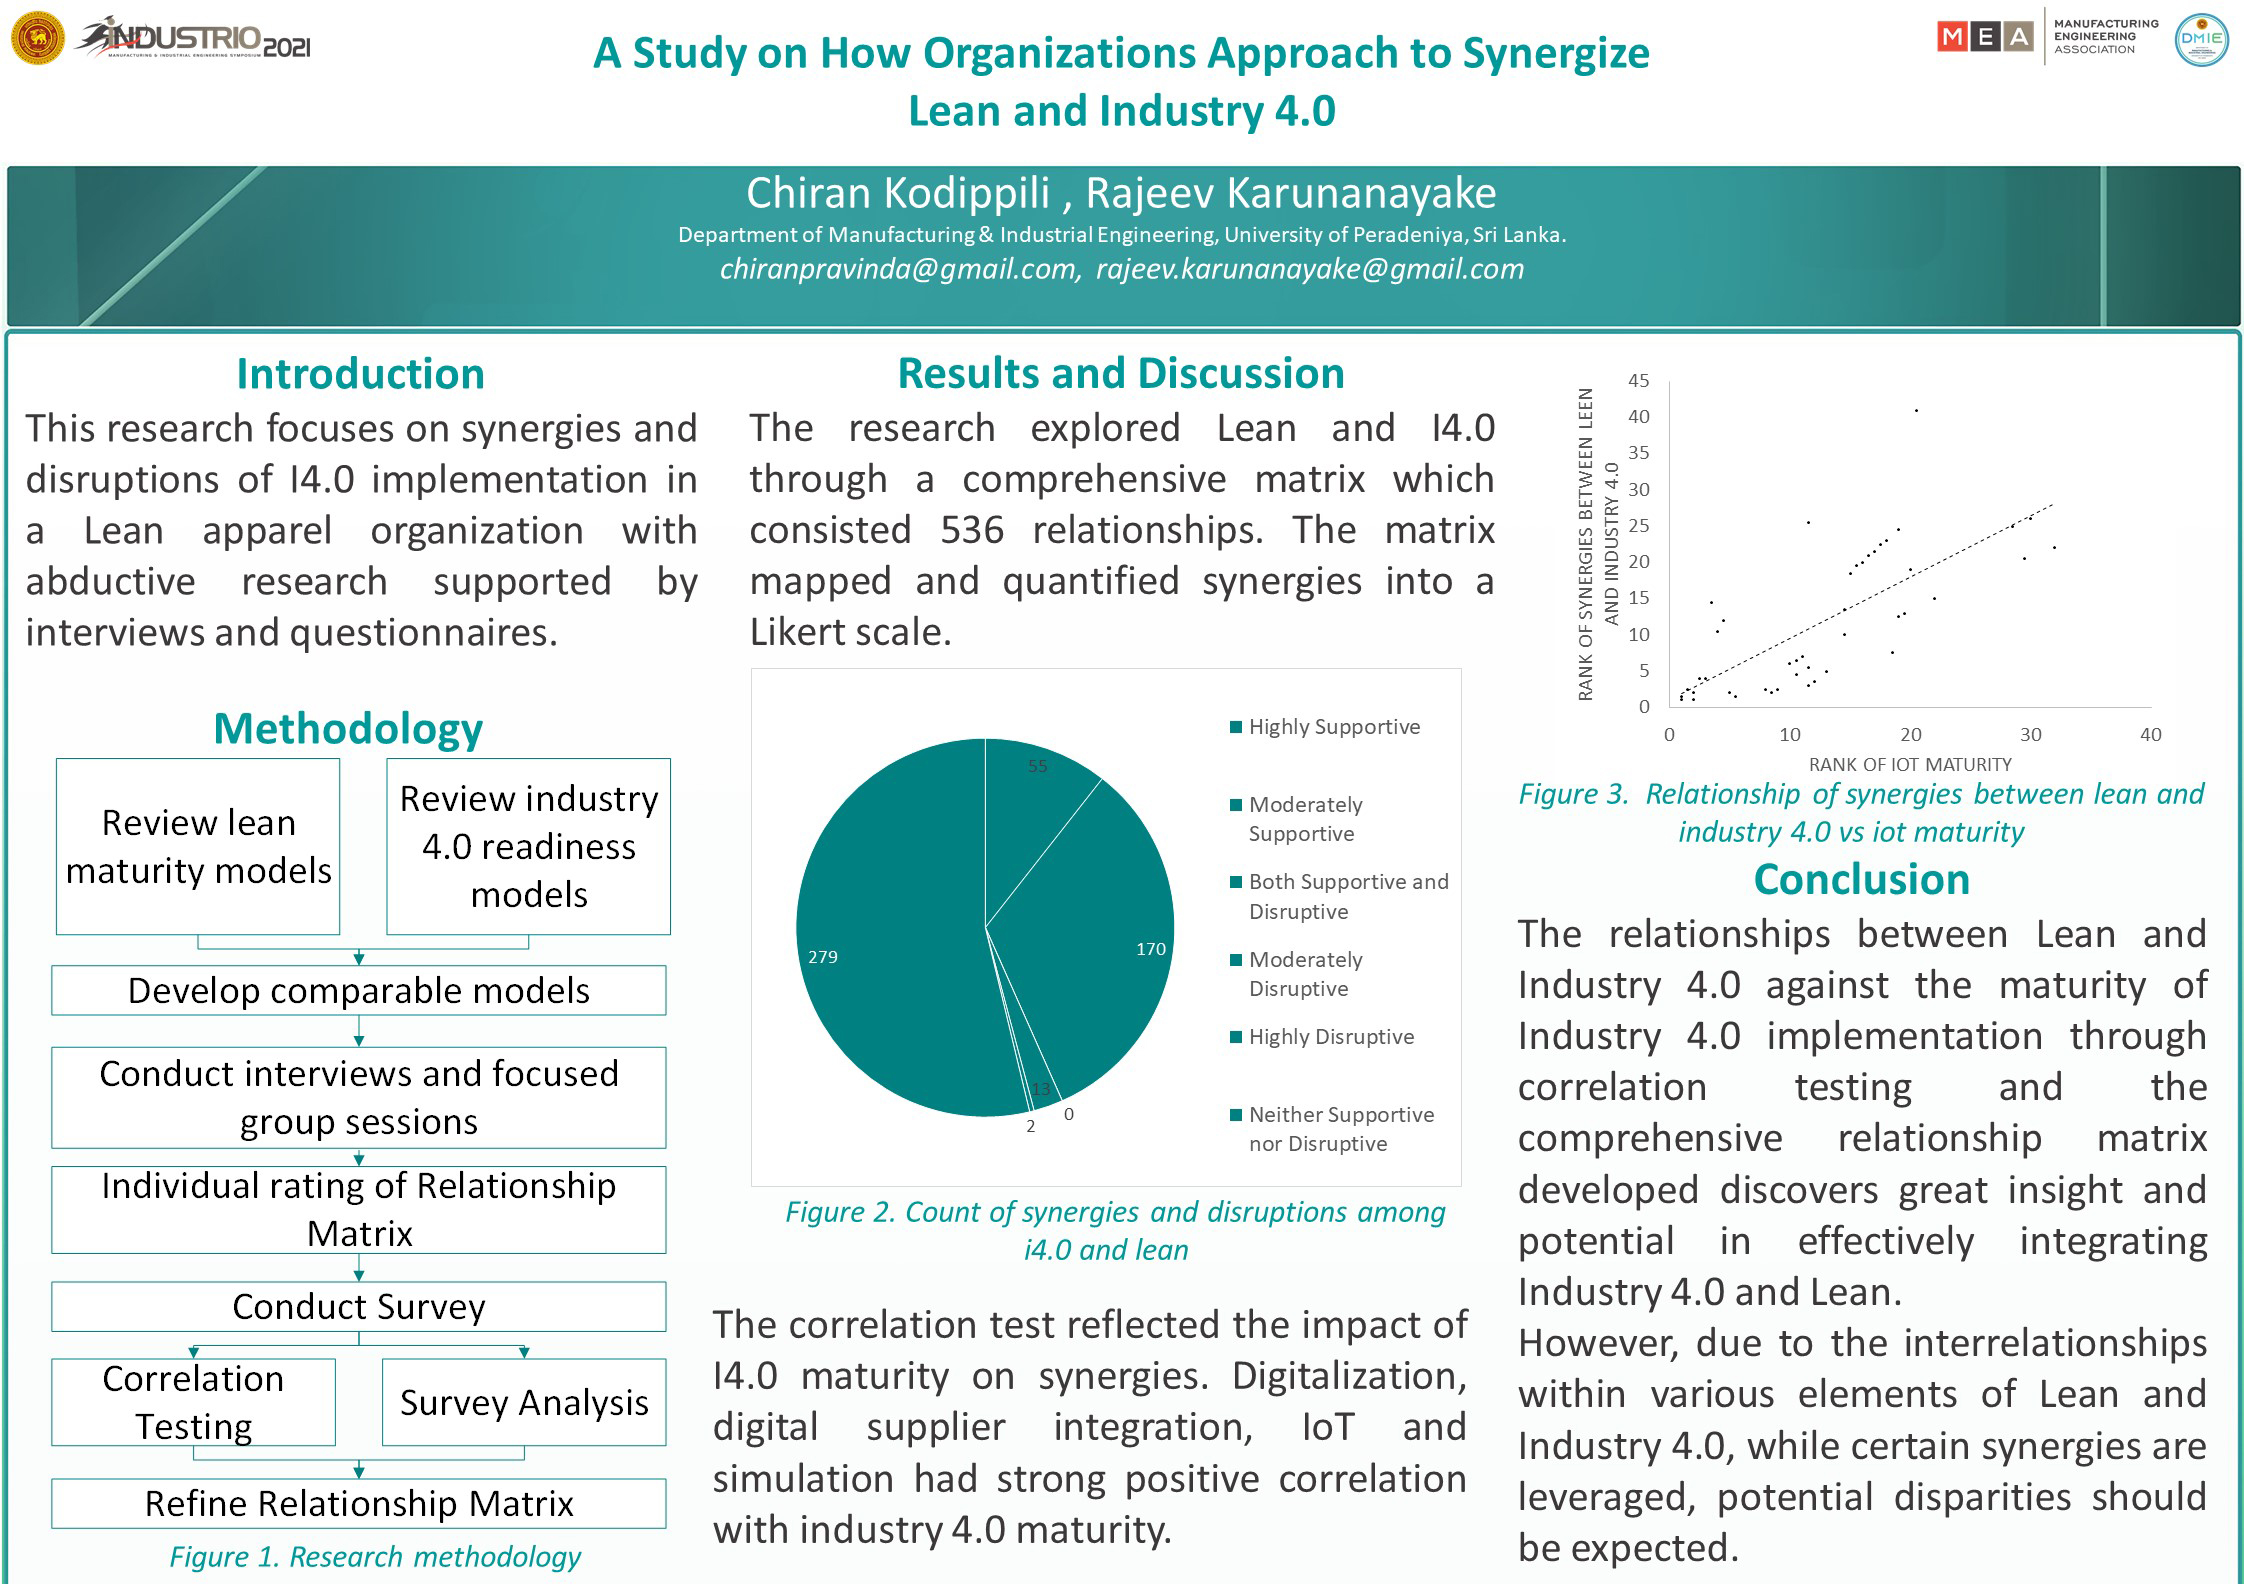 INDUSTRIO 2021
MANUFACTURING & INDUSTRIAL ENGINEERING SYMPOSIUM
A Study on How Organizations Approach to Synergize
Lean and Industry 4.0
MEA
MANUFACTURING
ENGINEERING
ASSOCIATION
DMIE
Chiran Kodippili , Rajeev Karunanayake
Department of Manufacturing & Industrial Engineering, University of Peradeniya, Sri Lanka.
chiranpravinda@gmail.com, rajeev.karunanayake@gmail.com
Introduction
This research focuses on synergies and
disruptions of I4.0 implementation in
a Lean apparel organization with
abductive research supported by
interviews and questionnaires.
Methodology
Review lean
maturity models
Review industry
4.0 readiness
models
Develop comparable models
Conduct interviews and focused
group sessions
Individual rating of Relationship
Matrix
Conduct Survey
Correlation
Testing
Survey Analysis
Refine Relationship Matrix
Figure 1. Research methodology
Results and Discussion
The research explored Lean and I4.0
through a comprehensive matrix which
consisted 536 relationships. The matrix
mapped and quantified synergies into a
Likert scale.
55
170
0
13
2
279
Highly Supportive
Moderately
Supportive
Both Supportive and
Disruptive
Moderately
Disruptive
Highly Disruptive
Neither Supportive
nor Disruptive
Figure 2. Count of synergies and disruptions among
i4.0 and lean
The correlation test reflected the impact of
I4.0 maturity on synergies. Digitalization,
digital supplier integration, IoT and
simulation had strong positive correlation
with industry 4.0 maturity.
RANK OF SYNERGIES BETWEEN LEEN
AND INDUSTRY 4.0
45
40
35
30
25
20
15
10
5
0
0 10 20 30 40
RANK OF IOT MATURITY
Figure 3. Relationship of synergies between lean and
industry 4.0 vs iot maturity
Conclusion
The relationships between Lean and
Industry 4.0 against the maturity of
Industry 4.0 implementation through
correlation testing and the
comprehensive relationship matrix
developed discovers great insight and
potential in effectively integrating
Industry 4.0 and Lean.
However, due to the interrelationships
within various elements of Lean and
Industry 4.0, while certain synergies are
leveraged, potential disparities should
be expected.